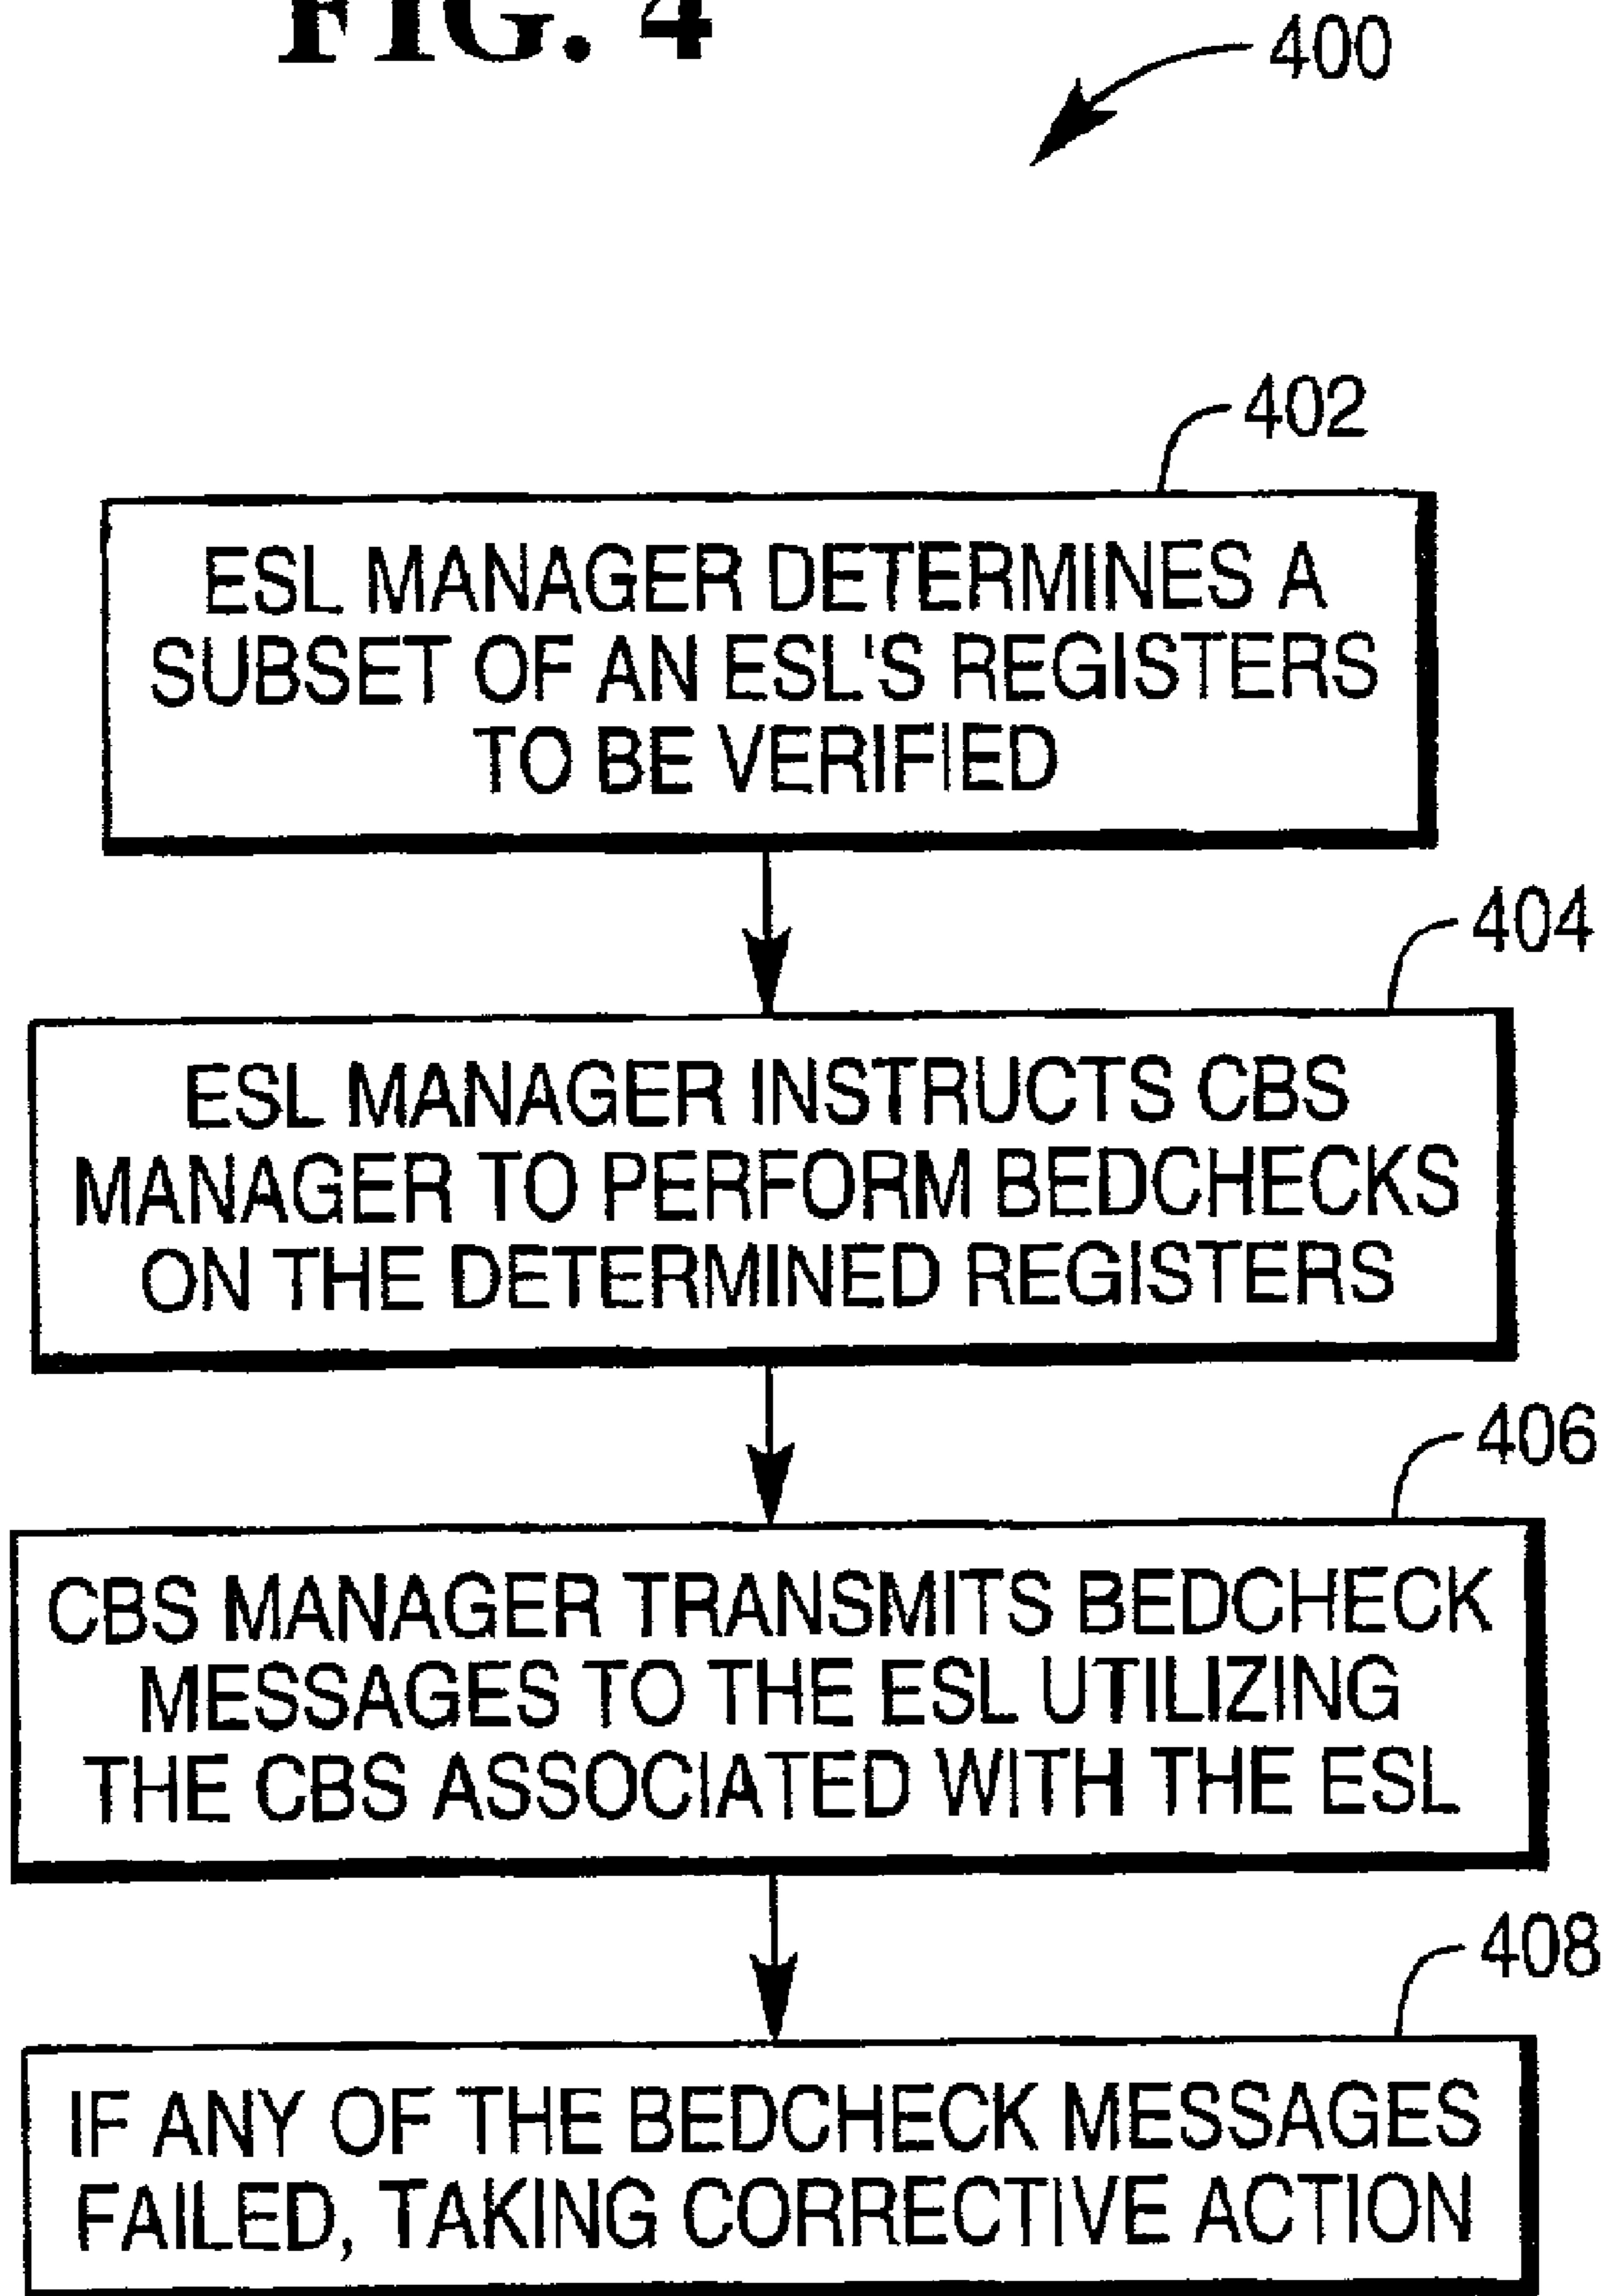 FIG. 4
400
402
ESL MANAGER DETERMINES A
SUBSET OF AN ESL'S REGISTERS
TO BE VERIFIED
404
ESL MANAGER INSTRUCTS CBS
MANAGER TO PERFORM BEDCHECKS
ON THE DETERMINED REGISTERS
406
CBS MANAGER TRANSMITS BEDCHECK
MESSAGES TO THE ESL UTILIZING
THE CBS ASSOCIATED WITH THE ESL
408
IF ANY OF THE BEDCHECK MESSAGES
FAILED, TAKING CORRECTIVE ACTION